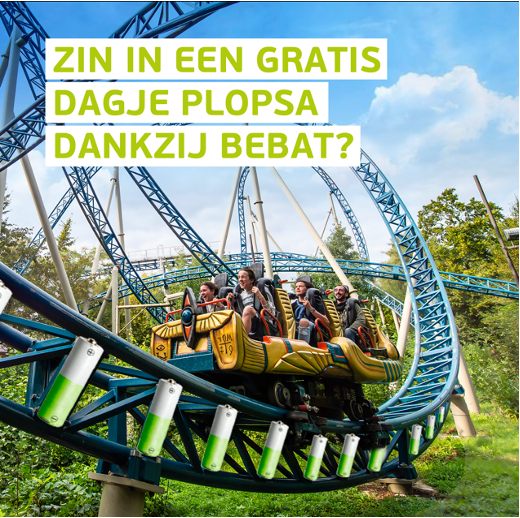 ZIN IN EEN GRATIS
DAGJE PLOPSA
DANKZIJ BEBAT?